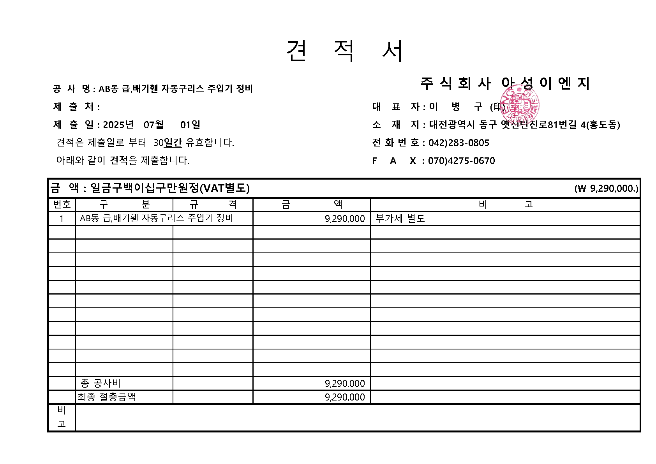 견 적 서
공 사 명 : AB동 급,배기휀 자동구리스 주입기 정비
주 식 회 사 아 성 이 엔 지
제 출 처 :
대 표 자 : 이 병 구 (대)
제 출 일 : 2025년 07월 01일
소 재 지 : 대전광역시 동구 옛신탄진로81번길 4(홍도동)
견적은 제출일로 부터 30일간 유효합니다.
전 화 번 호 : 042)283-0805
아래와 같이 견적을 제출합니다.
F A X : 070)4275-0670
금 액 : 일금구백이십구만원정(VAT별도) (₩ 9,290,000.)
번호 구 분 규 격 금 액 비 고
1 AB동 급,배기휀 자동구리스 주입기 정비 9,290,000 부가세 별도
총 공사비 9,290,000
최종 절충금액 9,290,000
비
고